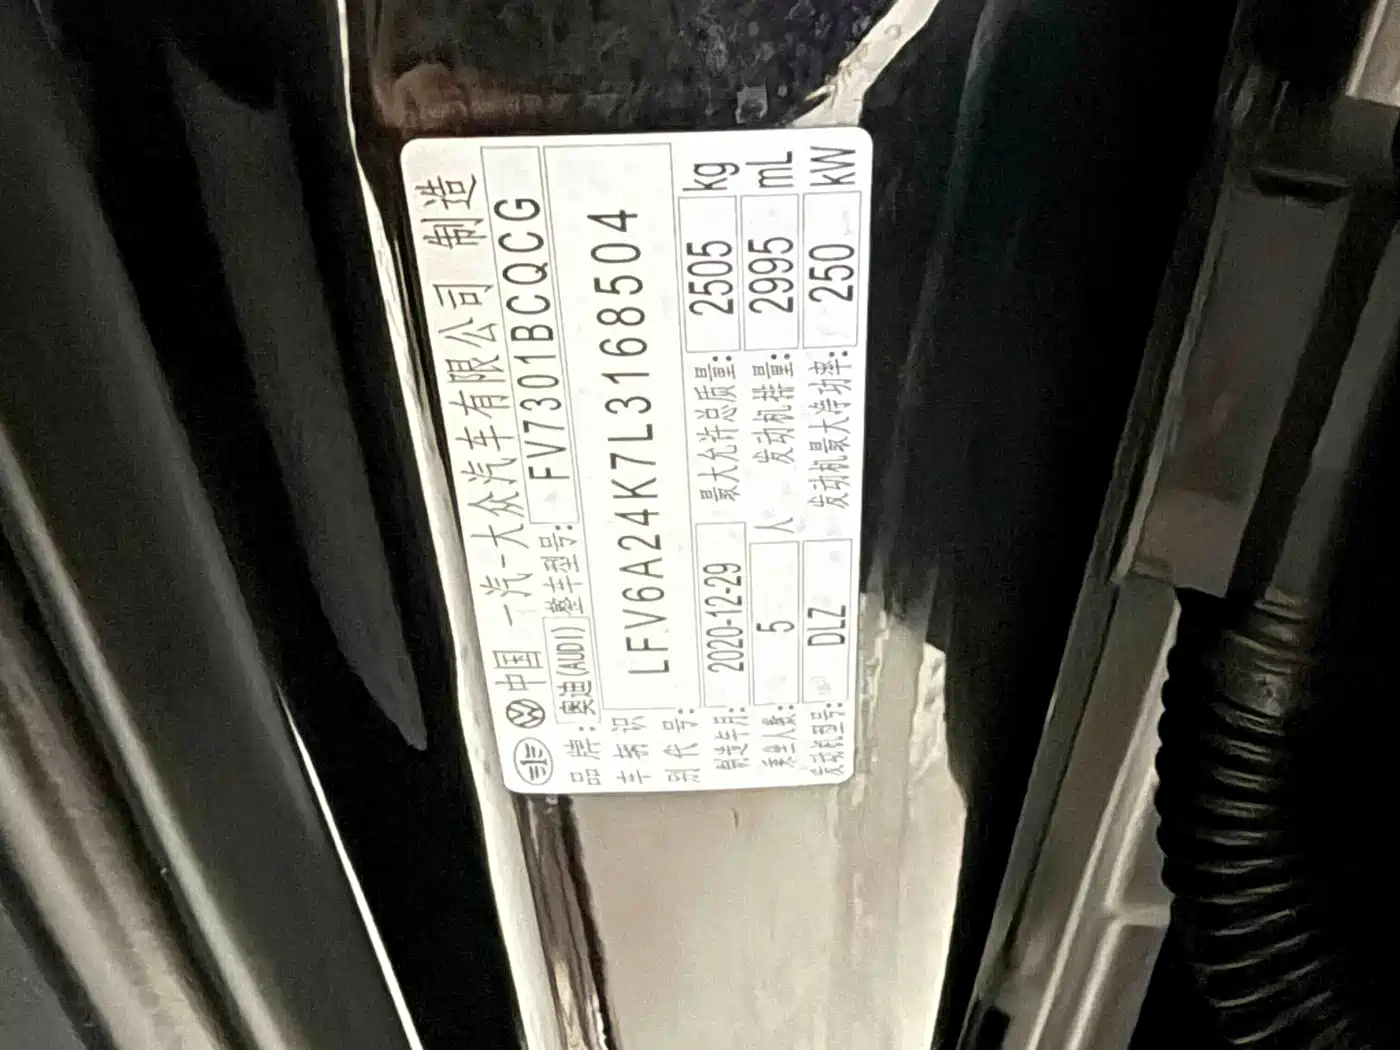 中国 一汽-大众汽车有限公司 制造
品牌: 奥迪(AUDI) 整车型号: FV7301BCQCG
车辆识别代号: LFV6A24K7L3168504
制造年月: 2020-12-29 最大允许总质量: 2505 kg
乘坐人数: 5 人 发动机排量: 2995 mL
发动机型号: DLZ 发动机最大净功率: 250 kW